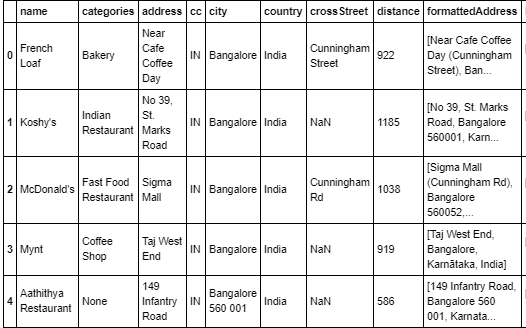 name categories address cc city country crossStreet distance formattedAddress
0 French Loaf Bakery Near Cafe Coffee Day IN Bangalore India Cunningham Street 922 [Near Cafe Coffee Day (Cunningham Street), Ban...
1 Koshy's Indian Restaurant No 39, St. Marks Road IN Bangalore India NaN 1185 [No 39, St. Marks Road, Bangalore 560001, Karn...
2 McDonald's Fast Food Restaurant Sigma Mall IN Bangalore India Cunningham Rd 1038 [Sigma Mall (Cunningham Rd), Bangalore 560052,...
3 Mynt Coffee Shop Taj West End IN Bangalore India NaN 919 [Taj West End, Bangalore, Karnātaka, India]
4 Aathithya Restaurant None 149 Infantry Road IN Bangalore 560 001 India NaN 586 [149 Infantry Road, Bangalore 560 001, Karnata...